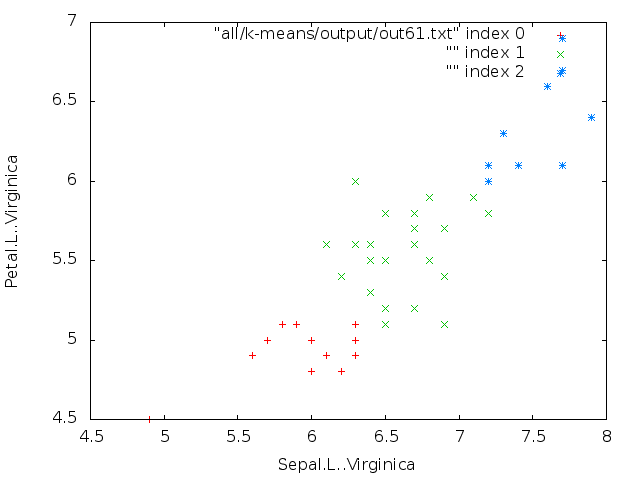 "all/k-means/output/out61.txt" index 0
"" index 1
"" index 2
7
6.5
6
5.5
5
4.5
4.5 5 5.5 6 6.5 7 7.5 8
Petal.L..Virginica
Sepal.L..Virginica